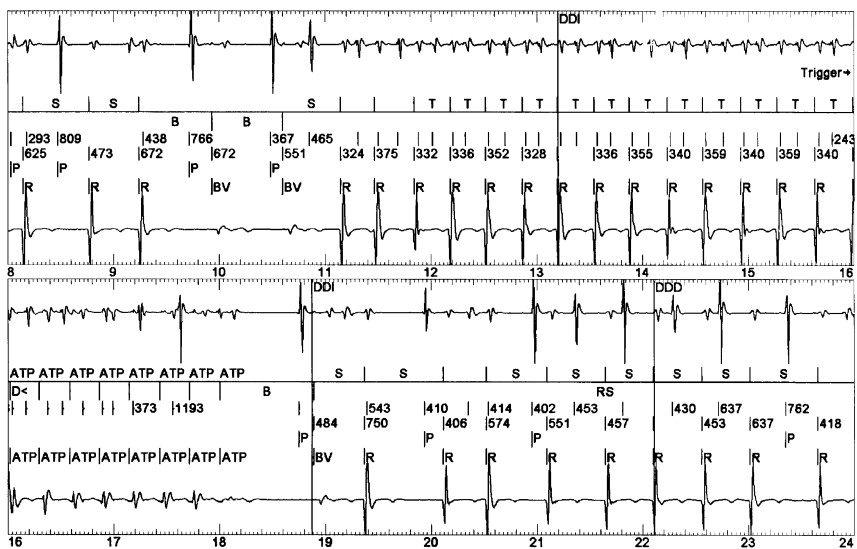 DDI
Trigger→
S S S T T T T T T T T T T T T
B B
293 809 438 766 367 465 243
625 473 672 672 551 324 375 332 336 352 328 336 355 340 359 340 359 340
P P P P
R R R BV BV R R R R R R R R R R R R R R
8 9 10 11 12 13 14 15 16
DDI DDD
ATP ATP ATP ATP ATP ATP ATP ATP S S S S S S S
D< B RS
373 1193 543 410 414 402 453 430 637 762
484 750 406 574 551 457 453 637 418
P P P P
ATP ATP ATP ATP ATP ATP ATP ATP BV R R R R R R R R R
16 17 18 19 20 21 22 23 24